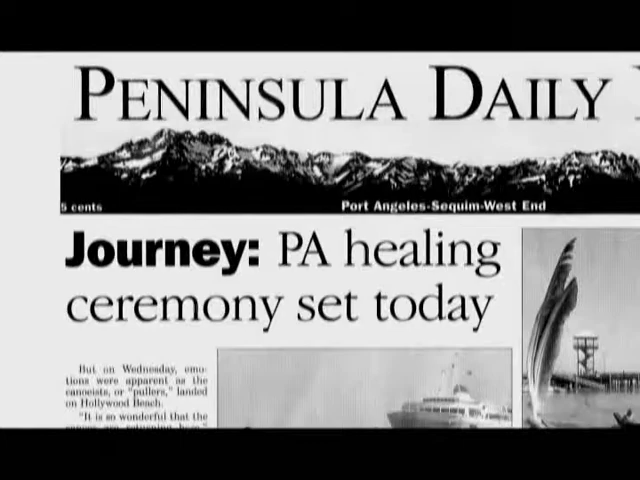 PENINSULA DAILY
5 cents
Port Angeles-Sequim-West End
Journey: PA healing
ceremony set today
But on Wednesday, emo-
tions were apparent as the
canoeists, or "pullers," landed
on Hollywood Beach.
"It is so wonderful that the